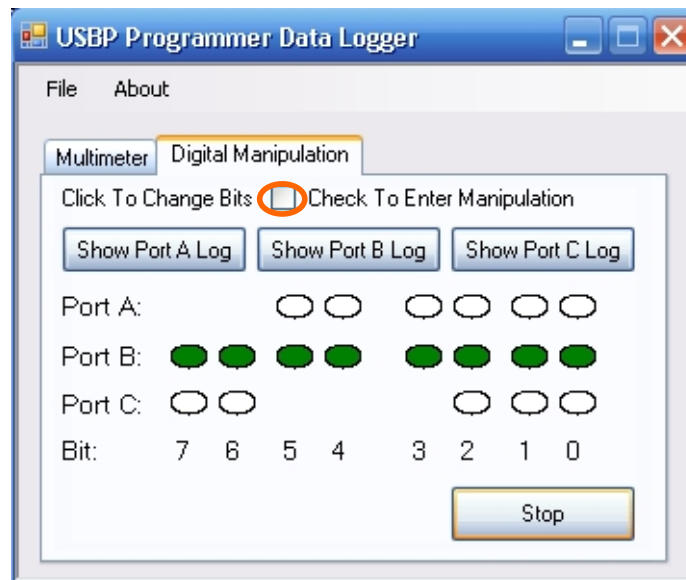 USBP Programmer Data Logger
File About
Multimeter Digital Manipulation
Click To Change Bits Check To Enter Manipulation
Show Port A Log Show Port B Log Show Port C Log
Port A:
Port B:
Port C:
Bit: 7 6 5 4 3 2 1 0
Stop